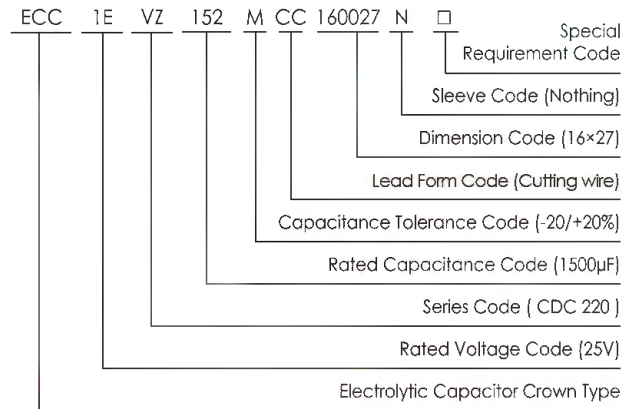 ECC 1E VZ 152 M CC 160027 N □
Special
Requirement Code
Sleeve Code (Nothing)
Dimension Code (16×27)
Lead Form Code (Cutting wire)
Capacitance Tolerance Code (-20/+20%)
Rated Capacitance Code (1500μF)
Series Code ( CDC 220 )
Rated Voltage Code (25V)
Electrolytic Capacitor Crown Type